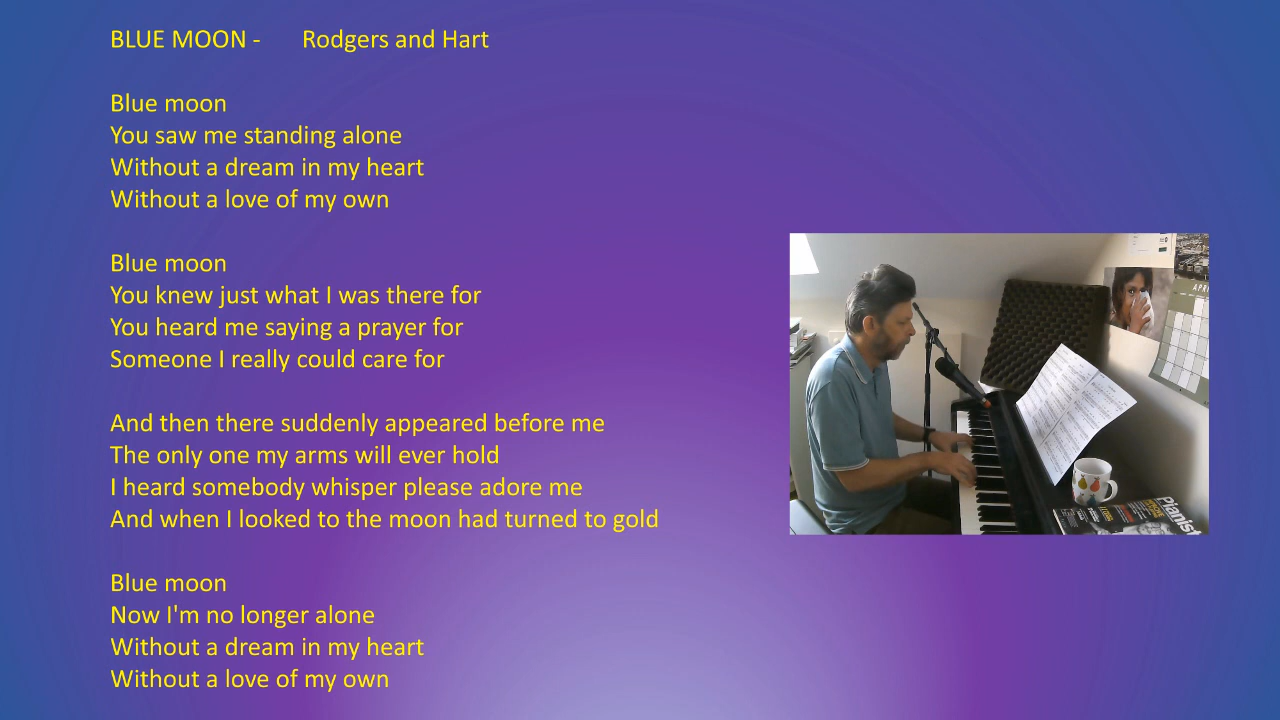 BLUE MOON - Rodgers and Hart
Blue moon
You saw me standing alone
Without a dream in my heart
Without a love of my own
Blue moon
You knew just what I was there for
You heard me saying a prayer for
Someone I really could care for
And then there suddenly appeared before me
The only one my arms will ever hold
I heard somebody whisper please adore me
And when I looked to the moon had turned to gold
Blue moon
Now I'm no longer alone
Without a dream in my heart
Without a love of my own
APRI
Pianist